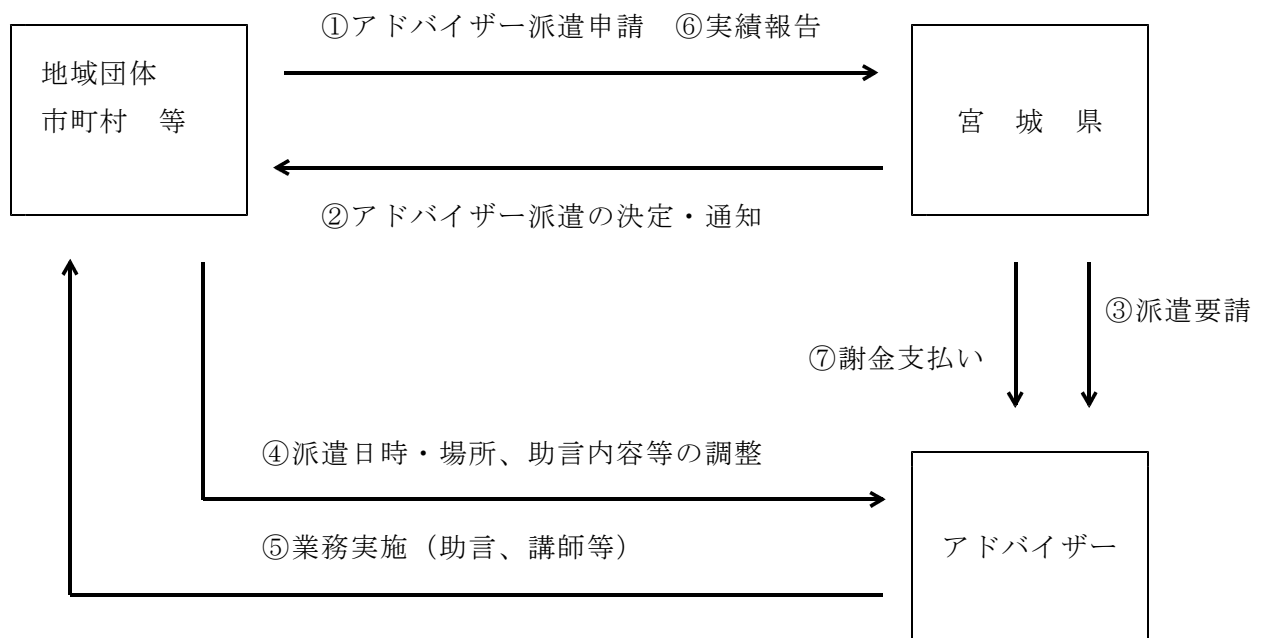 ①アドバイザー派遣申請　⑥実績報告
地域団体
市町村　等
宮　城　県
②アドバイザー派遣の決定・通知
③派遣要請
⑦謝金支払い
④派遣日時・場所、助言内容等の調整
⑤業務実施（助言、講師等）
アドバイザー